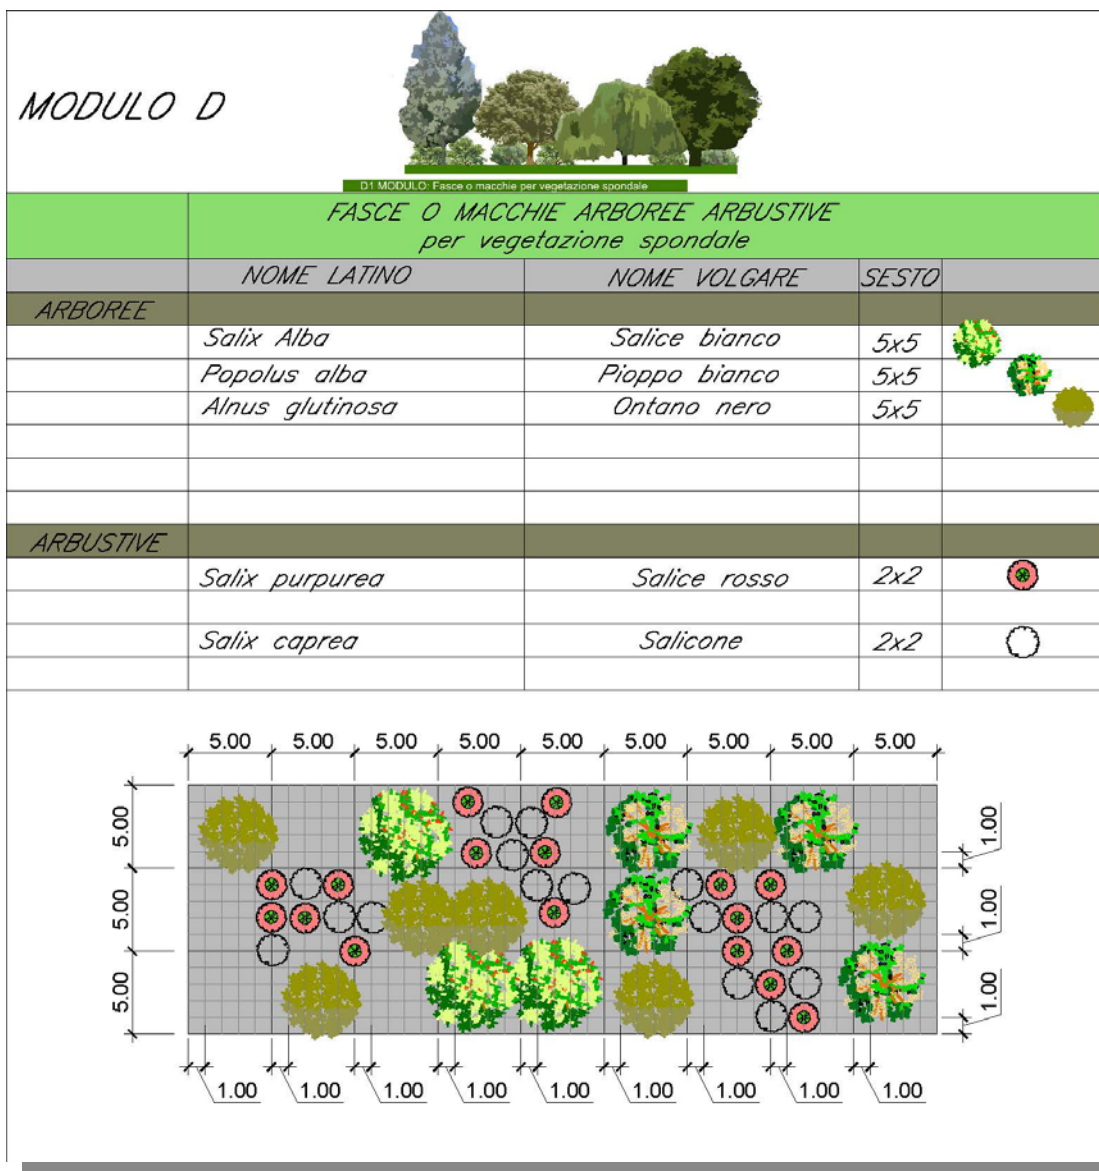 MODULO D
D1 MODULO: Fasce o macchie per vegetazione spondale
FASCE O MACCHIE ARBOREE ARBUSTIVE
per vegetazione spondale
NOME LATINO NOME VOLGARE SESTO
ARBOREE
Salix Alba Salice bianco 5x5
Popolus alba Pioppo bianco 5x5
Alnus glutinosa Ontano nero 5x5
ARBUSTIVE
Salix purpurea Salice rosso 2x2
Salix caprea Salicone 2x2
5.00 5.00 5.00 5.00 5.00 5.00 5.00 5.00 5.00
5.00 1.00
5.00 1.00
5.00 1.00
1.00 1.00 1.00 1.00 1.00 1.00 1.00 1.00 1.00